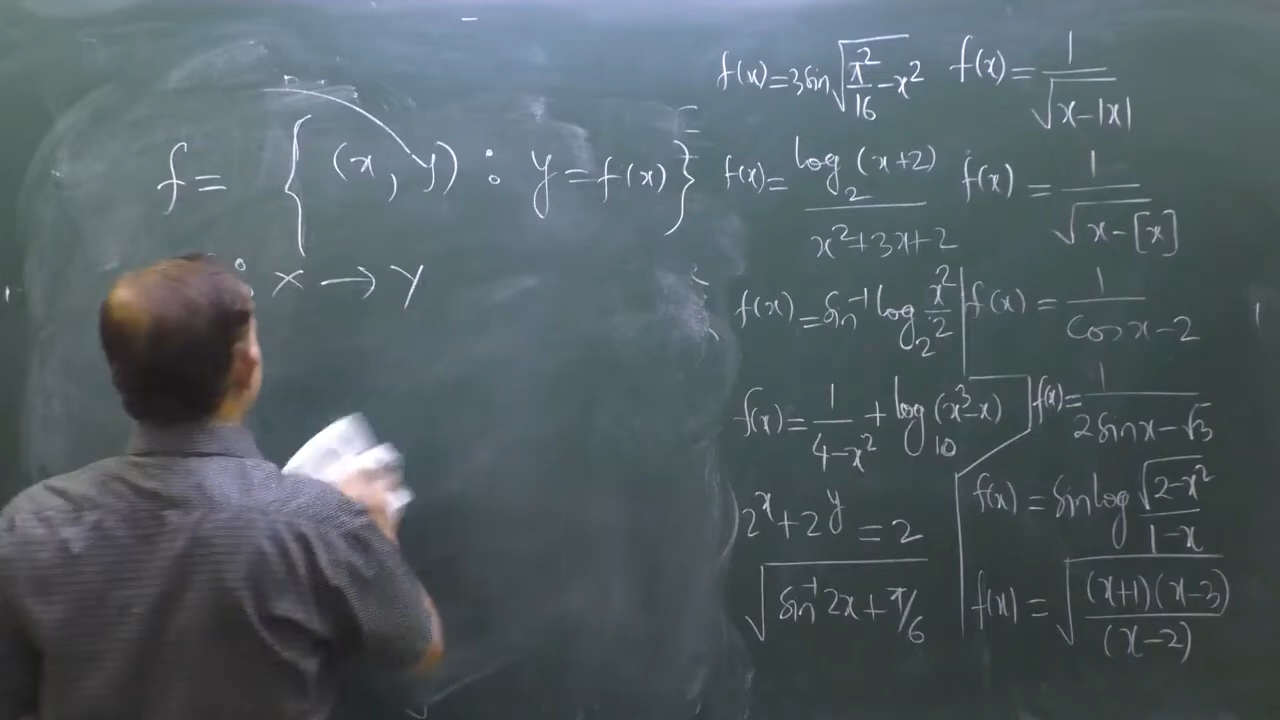 f = { (x, y) : y = f(x) }
: x → y
f(x) = 3 sin √(π²/16 − x²)
f(x) = 1/√(x − |x|)
f(x) = log₂(x+2) / (x² + 3x + 2)
f(x) = 1/√(x − [x])
f(x) = sin⁻¹ log₂ x²/2
f(x) = 1/(cos x − 2)
f(x) = 1/(4 − x²) + log₁₀(x³ − x)
f(x) = 1/(2 sin x − √3)
2ˣ + 2ʸ = 2
f(x) = sin log √(2 − x²)/(1 − x)
√(sin⁻¹ 2x + π/6)
f(x) = √((x+1)(x−3)/(x−2))